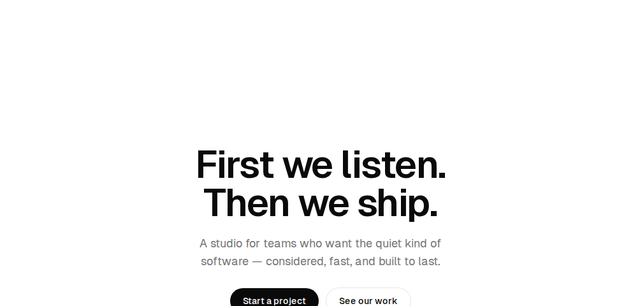 First we listen.
Then we ship.
A studio for teams who want the quiet kind of
software — considered, fast, and built to last.
Start a project
See our work